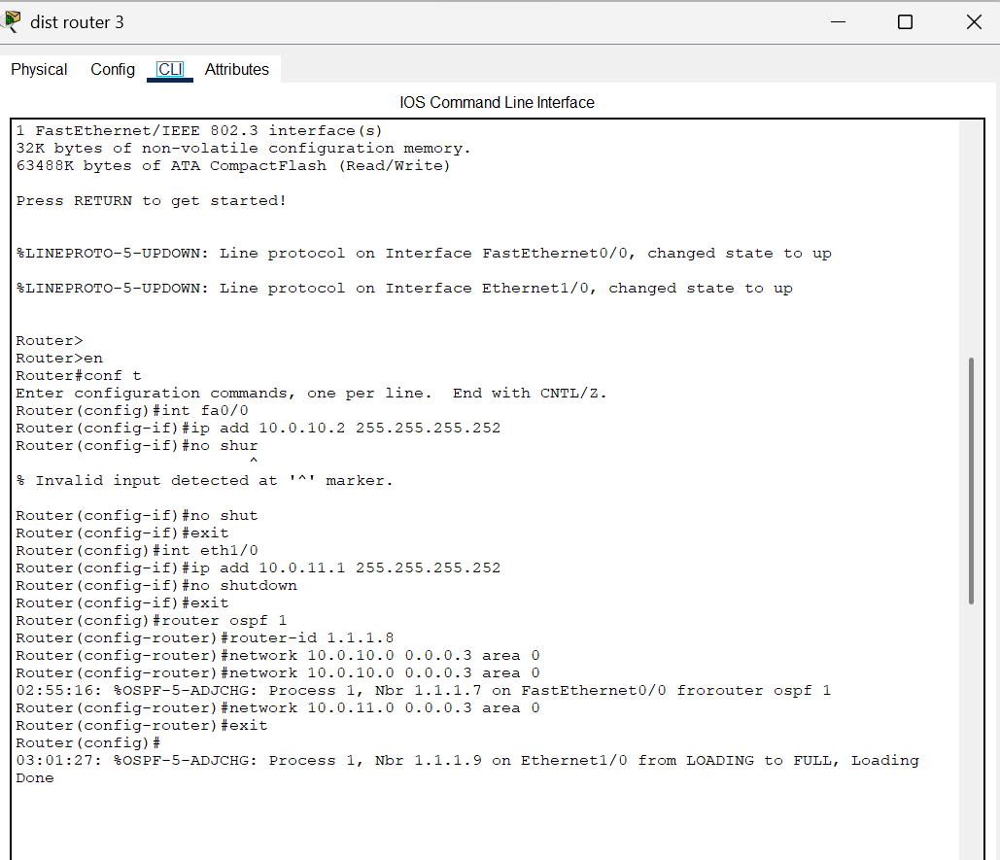 dist router 3
Physical Config CLI Attributes
IOS Command Line Interface
1 FastEthernet/IEEE 802.3 interface(s)
32K bytes of non-volatile configuration memory.
63488K bytes of ATA CompactFlash (Read/Write)
Press RETURN to get started!
%LINEPROTO-5-UPDOWN: Line protocol on Interface FastEthernet0/0, changed state to up
%LINEPROTO-5-UPDOWN: Line protocol on Interface Ethernet1/0, changed state to up
Router>
Router>en
Router#conf t
Enter configuration commands, one per line.  End with CNTL/Z.
Router(config)#int fa0/0
Router(config-if)#ip add 10.0.10.2 255.255.255.252
Router(config-if)#no shur
^
% Invalid input detected at '^' marker.
Router(config-if)#no shut
Router(config-if)#exit
Router(config)#int eth1/0
Router(config-if)#ip add 10.0.11.1 255.255.255.252
Router(config-if)#no shutdown
Router(config-if)#exit
Router(config)#router ospf 1
Router(config-router)#router-id 1.1.1.8
Router(config-router)#network 10.0.10.0 0.0.0.3 area 0
Router(config-router)#network 10.0.10.0 0.0.0.3 area 0
02:55:16: %OSPF-5-ADJCHG: Process 1, Nbr 1.1.1.7 on FastEthernet0/0 frorouter ospf 1
Router(config-router)#network 10.0.11.0 0.0.0.3 area 0
Router(config-router)#exit
Router(config)#
03:01:27: %OSPF-5-ADJCHG: Process 1, Nbr 1.1.1.9 on Ethernet1/0 from LOADING to FULL, Loading
Done